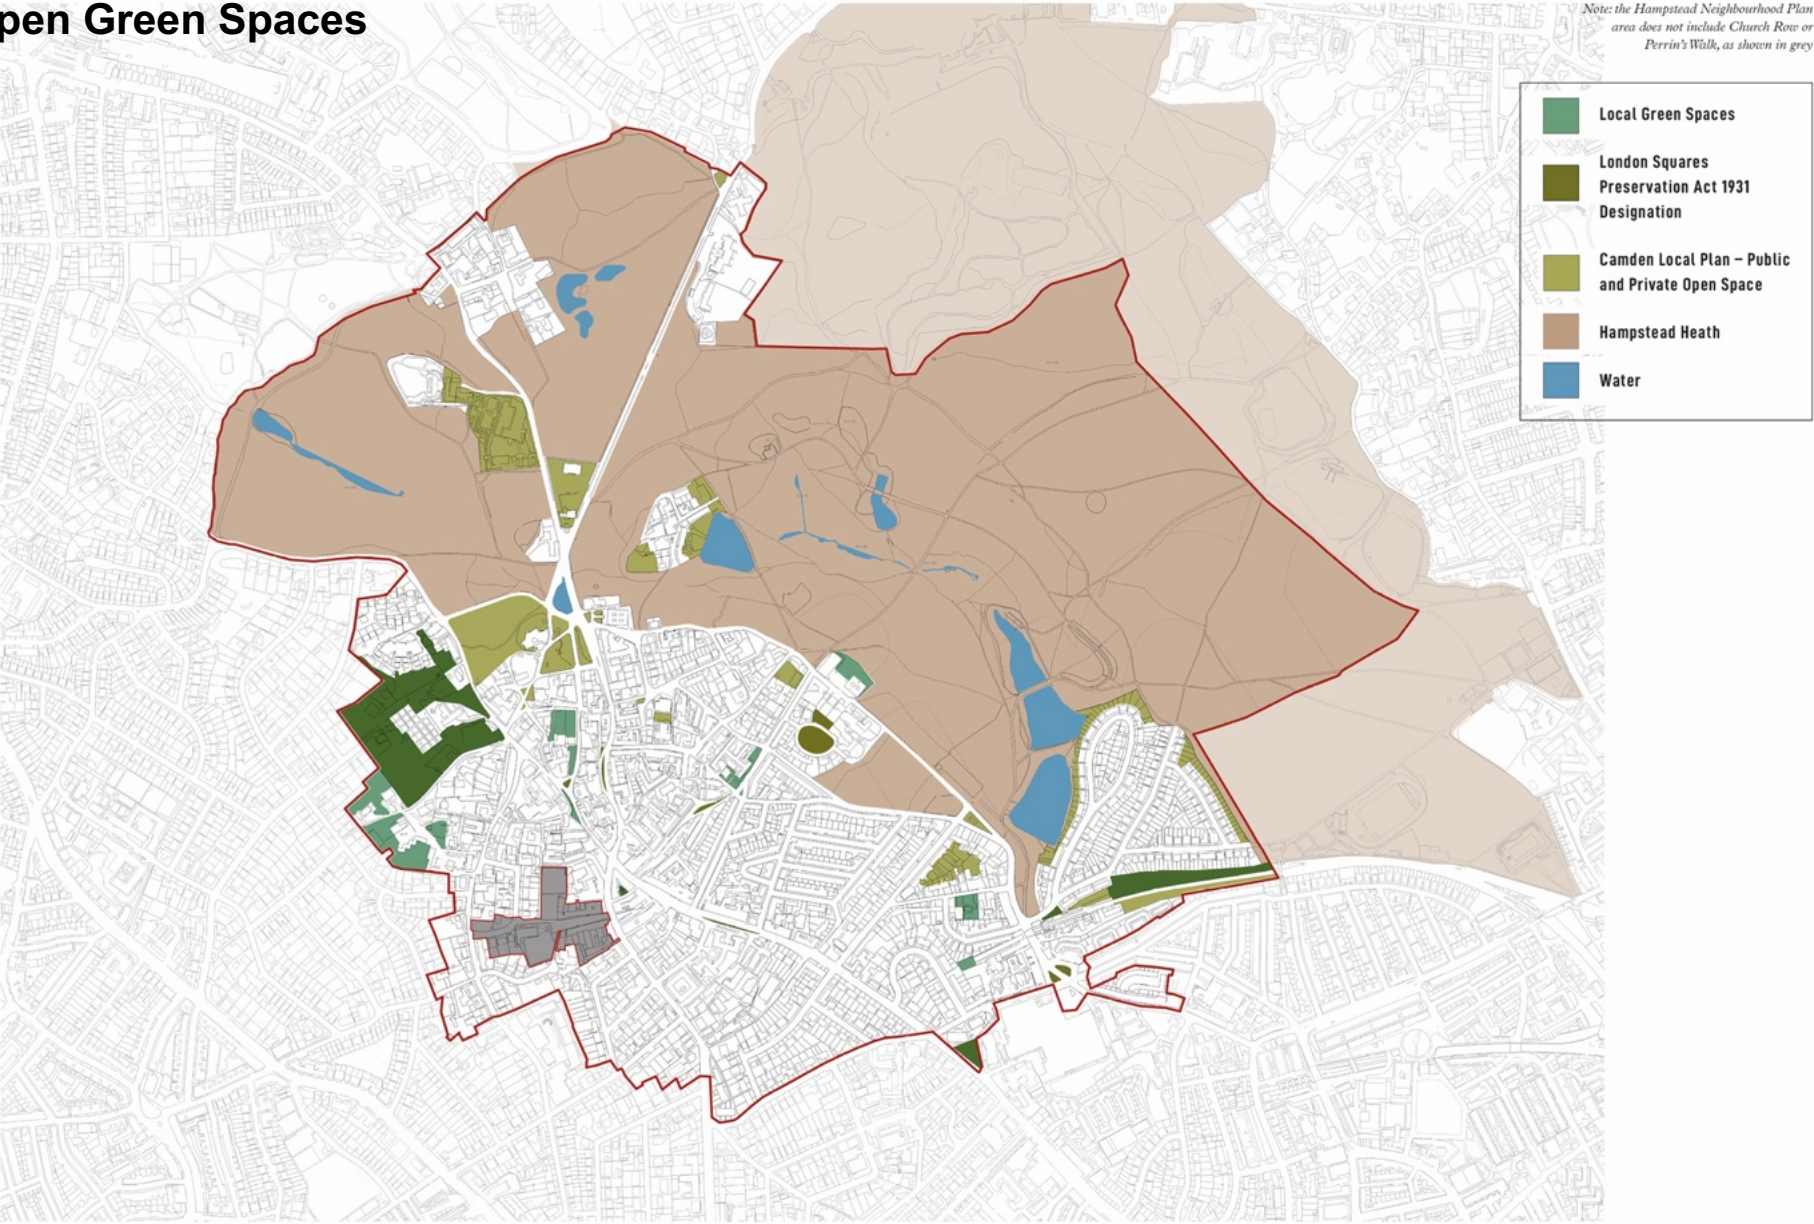 pen Green Spaces
Note: the Hampstead Neighbourhood Plan
area does not include Church Row or
Perrin's Walk, as shown in grey
Local Green Spaces
London Squares
Preservation Act 1931
Designation
Camden Local Plan – Public
and Private Open Space
Hampstead Heath
Water